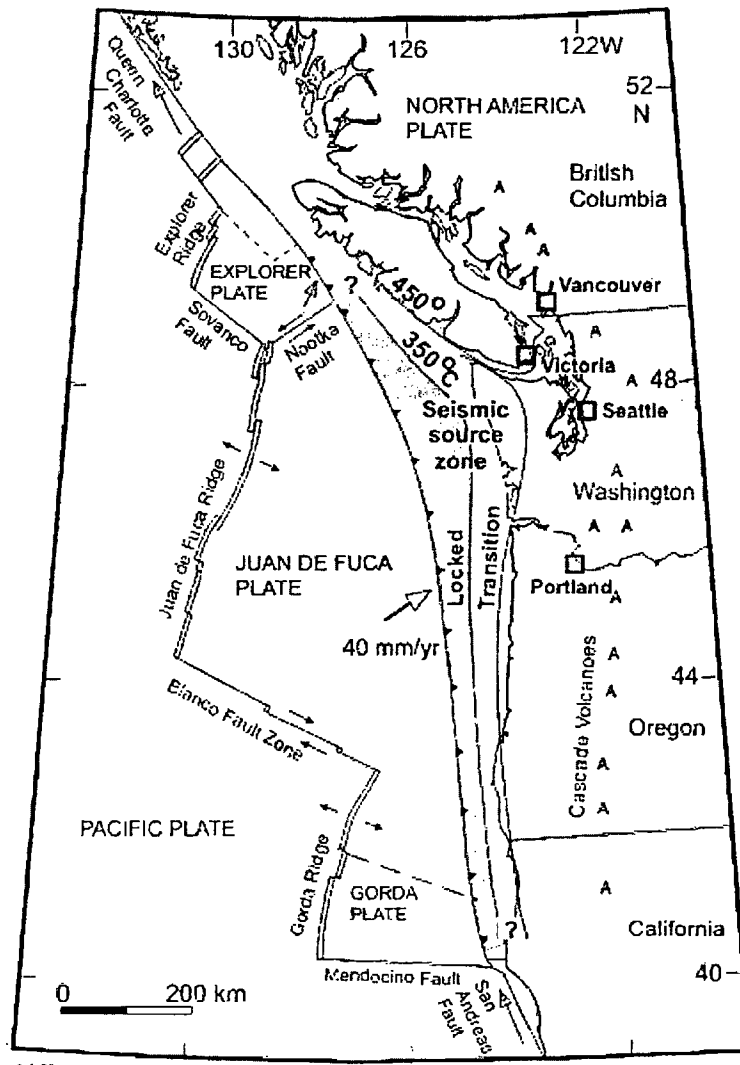 130
126
122W
52
N
Queen
Charlotte
Fault
NORTH AMERICA
PLATE
British
Columbia
Explorer
Ridge
EXPLORER
PLATE
?
450°
Vancouver
Sovanco
Fault
Nootka
Fault
350°C
Victoria
48
Seismic
source
zone
Seattle
Washington
Juan de Fuca Ridge
JUAN DE FUCA
PLATE
Locked
Transition
Portland
40 mm/yr
44
Blanco Fault Zone
Cascade Volcanoes
Oregon
PACIFIC PLATE
Gorda Ridge
GORDA
PLATE
?
California
Mendocino Fault
40
0 200 km
San
Andreas
Fault